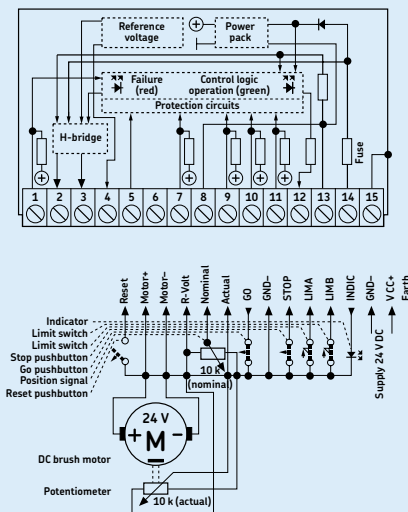 Reference
voltage
Power
pack
Failure
(red)
Control logic
operation (green)
Protection circuits
H-bridge
Fuse
1 2 3 4 5 6 7 8 9 10 11 12 13 14 15
Reset
Motor+
Motor–
R-Volt
Nominal
Actual
GO
GND–
STOP
LIMA
LIMB
INDIC
GND–
VCC+
Earth
Supply 24 V DC
Indicator
Limit switch
Limit switch
Stop pushbutton
Go pushbutton
Position signal
Reset pushbutton
10 k
(nominal)
24 V
+ M –
DC brush motor
Potentiometer
10 k (actual)